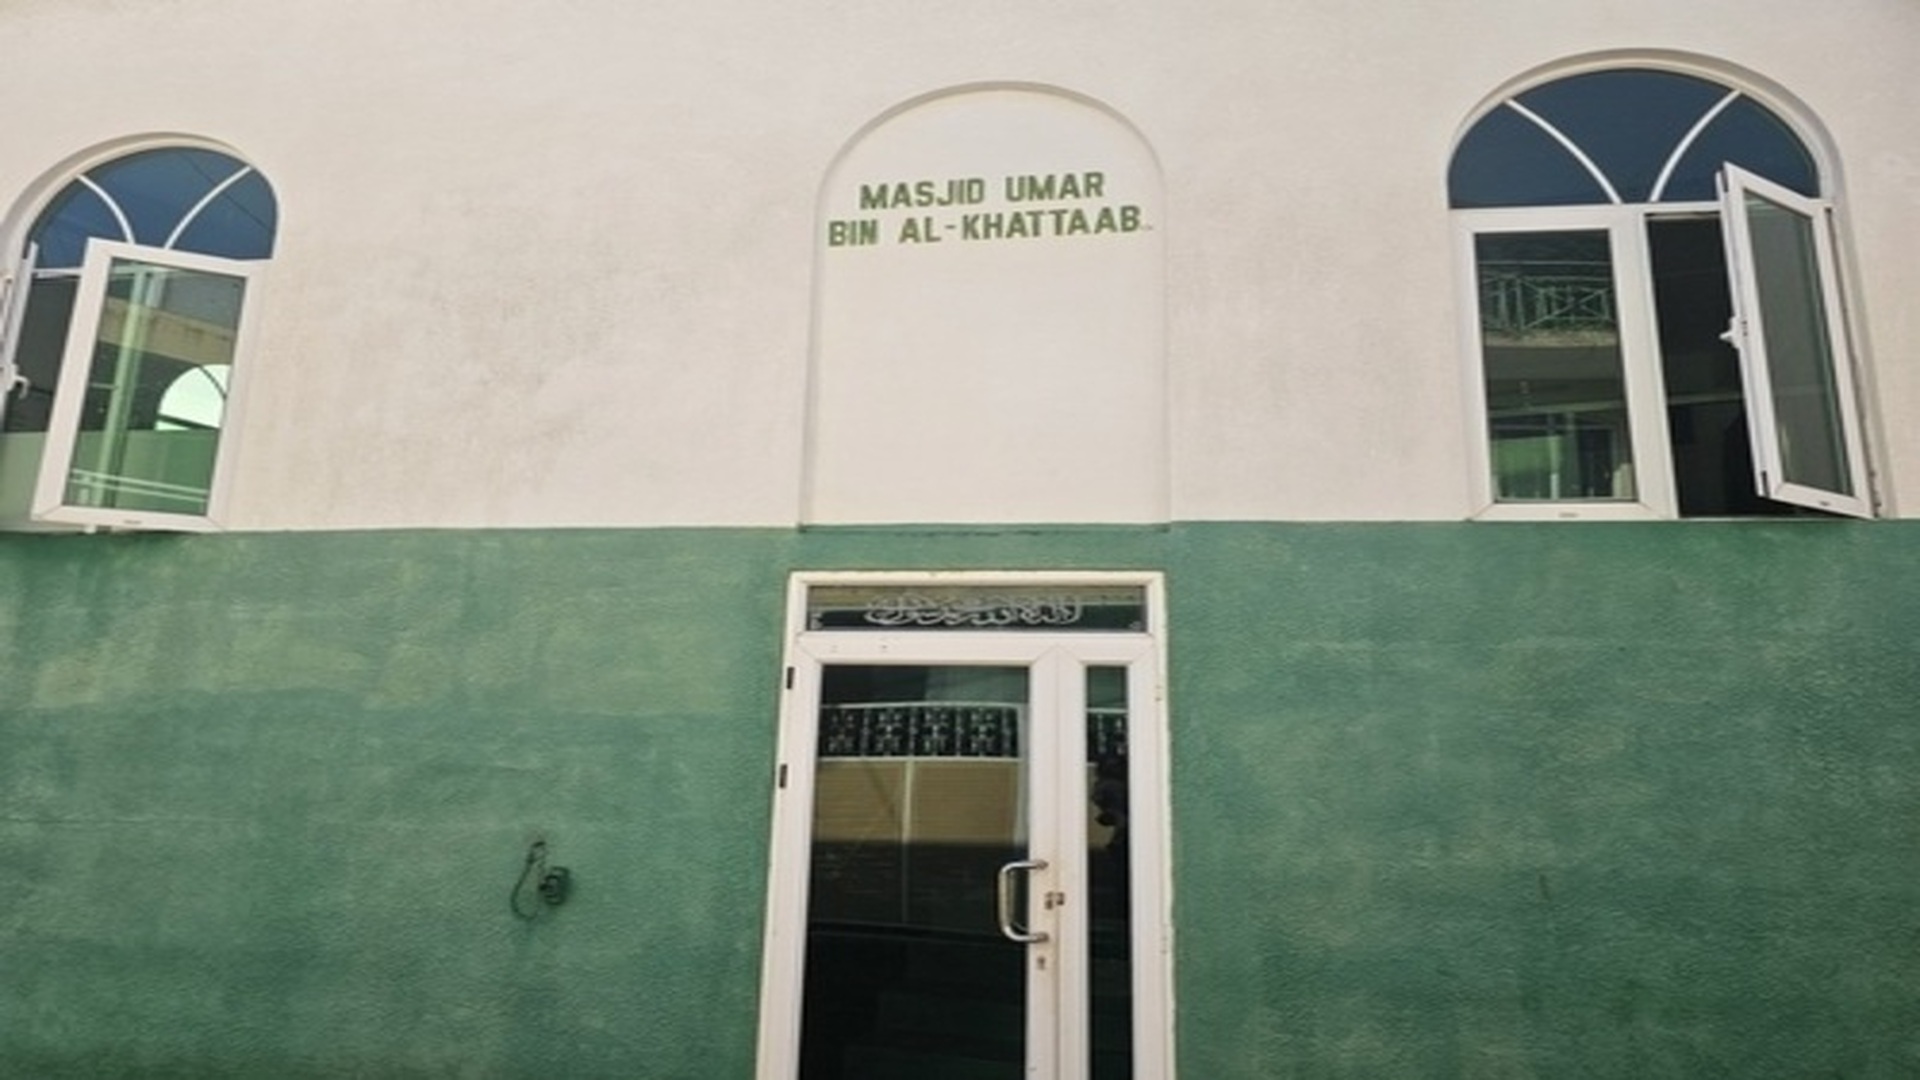 MASJID UMAR
BIN AL-KHATTAAB